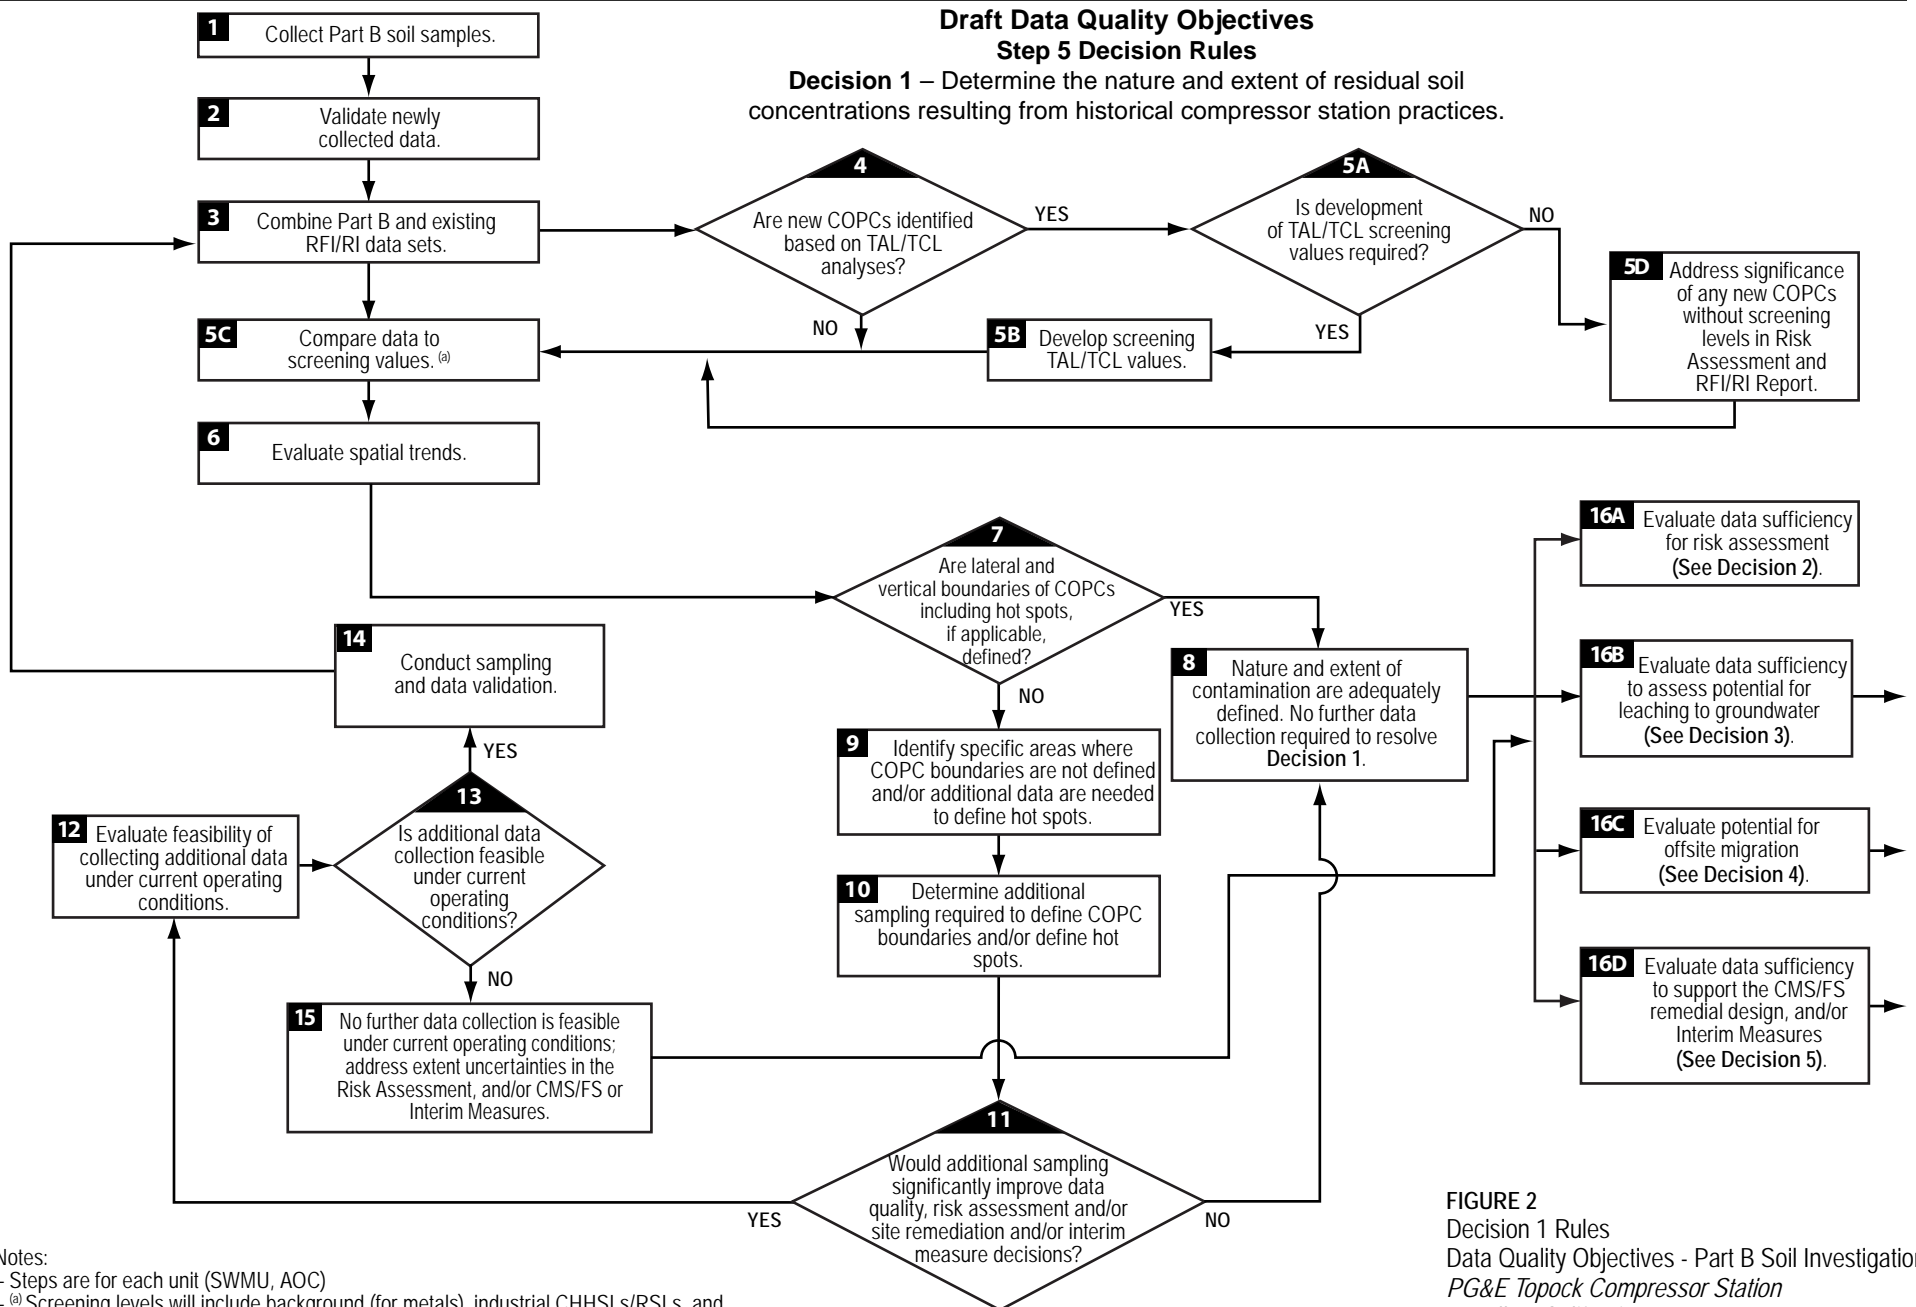 Draft Data Quality Objectives
Step 5 Decision Rules
Decision 1 – Determine the nature and extent of residual soil
concentrations resulting from historical compressor station practices.
1
Collect Part B soil samples.
2
Validate newly
collected data.
3
Combine Part B and existing
RFI/RI data sets.
4
Are new COPCs identified
based on TAL/TCL
analyses?
YES
NO
5A
Is development
of TAL/TCL screening
values required?
NO
YES
5D
Address significance
of any new COPCs
without screening
levels in Risk
Assessment and
RFI/RI Report.
5B
Develop screening
TAL/TCL values.
5C
Compare data to
screening values. (a)
6
Evaluate spatial trends.
7
Are lateral and
vertical boundaries of COPCs
including hot spots,
if applicable,
defined?
YES
NO
8
Nature and extent of
contamination are adequately
defined. No further data
collection required to resolve
Decision 1.
9
Identify specific areas where
COPC boundaries are not defined
and/or additional data are needed
to define hot spots.
10
Determine additional
sampling required to define COPC
boundaries and/or define hot
spots.
11
Would additional sampling
significantly improve data
quality, risk assessment and/or
site remediation and/or interim
measure decisions?
YES
NO
12
Evaluate feasibility of
collecting additional data
under current operating
conditions.
13
Is additional data
collection feasible
under current
operating
conditions?
YES
NO
14
Conduct sampling
and data validation.
15
No further data collection is feasible
under current operating conditions;
address extent uncertainties in the
Risk Assessment, and/or CMS/FS or
Interim Measures.
16A
Evaluate data sufficiency
for risk assessment
(See Decision 2).
16B
Evaluate data sufficiency
to assess potential for
leaching to groundwater
(See Decision 3).
16C
Evaluate potential for
offsite migration
(See Decision 4).
16D
Evaluate data sufficiency
to support the CMS/FS
remedial design, and/or
Interim Measures
(See Decision 5).
Notes:
- Steps are for each unit (SWMU, AOC)
- (a) Screening levels will include background (for metals), industrial CHHSLs/RSLs, and
FIGURE 2
Decision 1 Rules
Data Quality Objectives - Part B Soil Investigation
PG&E Topock Compressor Station